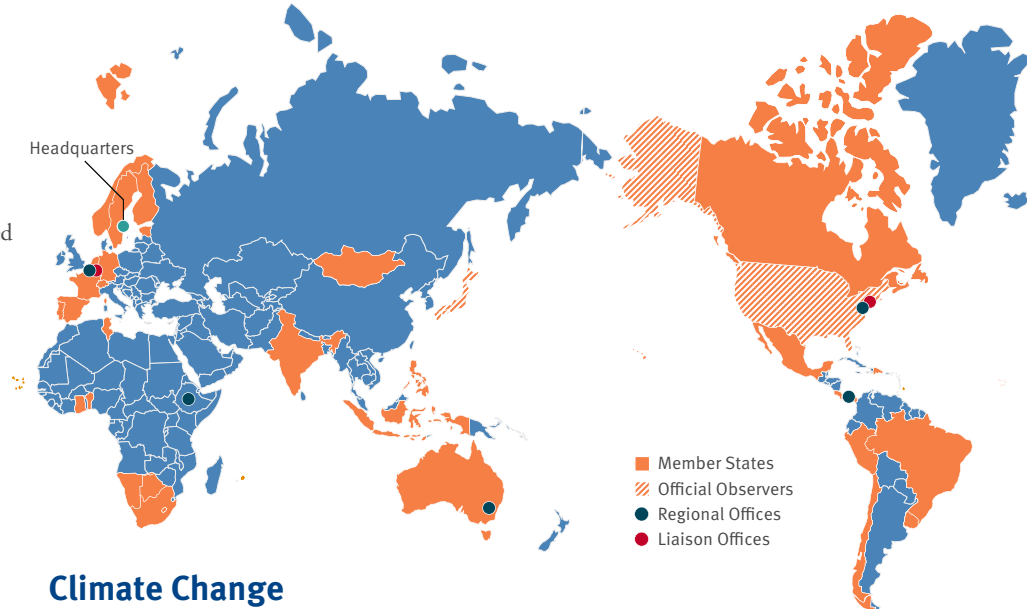 Headquarters
d
Member States
Official Observers
Regional Offices
Liaison Offices
Climate Change